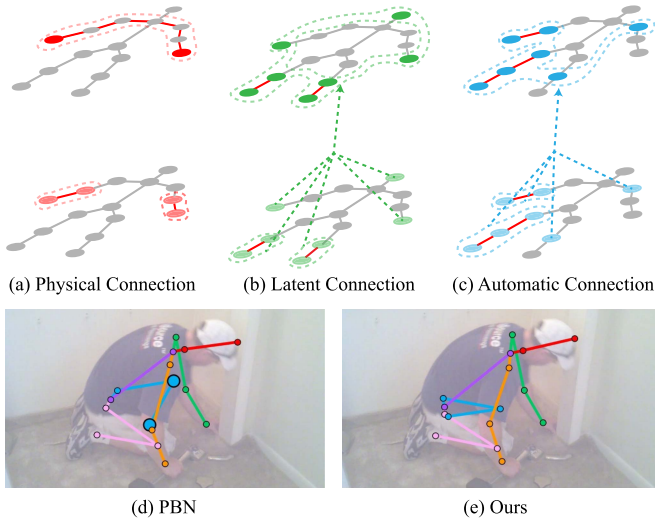 (a) Physical Connection
(b) Latent Connection
(c) Automatic Connection
(d) PBN
(e) Ours